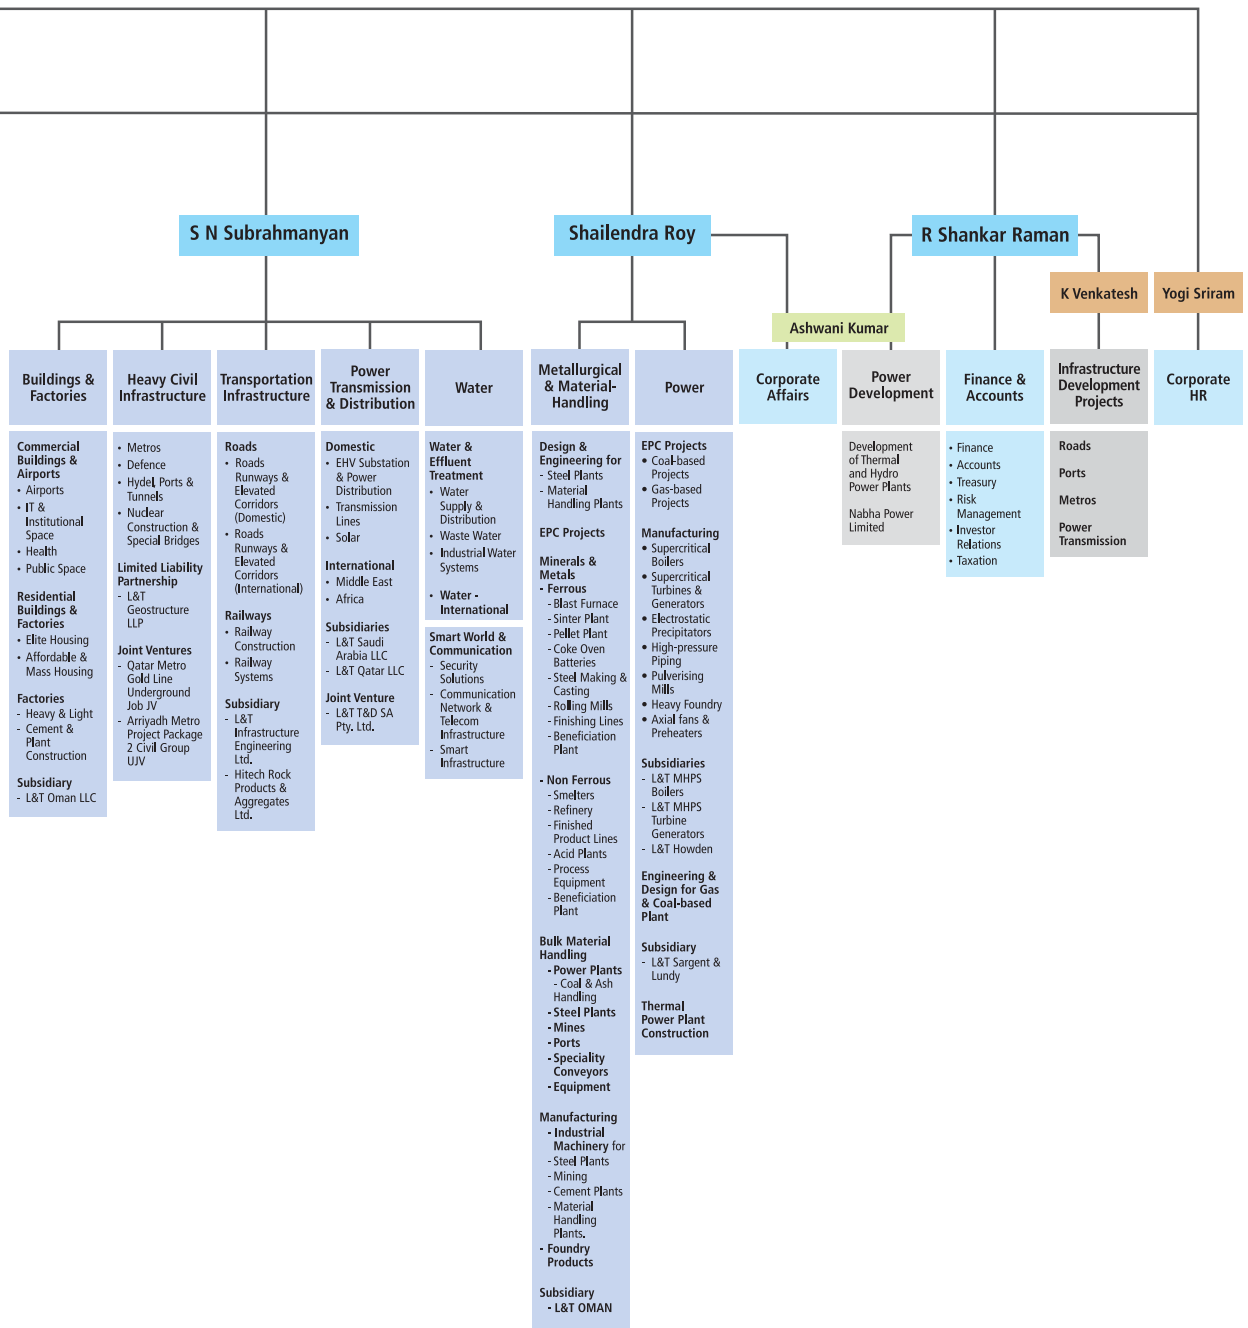 S N Subrahmanyan
Shailendra Roy
R Shankar Raman
K Venkatesh
Yogi Sriram
Ashwani Kumar
Buildings &
Factories
Heavy Civil
Infrastructure
Transportation
Infrastructure
Power
Transmission
& Distribution
Water
Metallurgical
& Material-
Handling
Power
Corporate
Affairs
Power
Development
Finance &
Accounts
Infrastructure
Development
Projects
Corporate
HR
Commercial
Buildings &
Airports
• Airports
• IT &
Institutional
Space
• Health
• Public Space
Residential
Buildings &
Factories
• Elite Housing
• Affordable &
Mass Housing
Factories
- Heavy & Light
- Cement &
Plant
Construction
Subsidiary
- L&T Oman LLC
• Metros
• Defence
• Hydel, Ports &
Tunnels
• Nuclear
Construction &
Special Bridges
Limited Liability
Partnership
- L&T
Geostructure
LLP
Joint Ventures
- Qatar Metro
Gold Line
Underground
Job JV
- Arriyadh Metro
Project Package
2 Civil Group
UJV
Roads
• Roads
Runways &
Elevated
Corridors
(Domestic)
• Roads
Runways &
Elevated
Corridors
(International)
Railways
• Railway
Construction
• Railway
Systems
Subsidiary
- L&T
Infrastructure
Engineering
Ltd.
- Hitech Rock
Products &
Aggregates
Ltd.
Domestic
• EHV Substation
& Power
Distribution
• Transmission
Lines
• Solar
International
• Middle East
• Africa
Subsidiaries
- L&T Saudi
Arabia LLC
- L&T Qatar LLC
Joint Venture
- L&T T&D SA
Pty. Ltd.
Water &
Effluent
Treatment
• Water
Supply &
Distribution
• Waste Water
• Industrial Water
Systems
• Water -
International
Smart World &
Communication
- Security
Solutions
- Communication
Network &
Telecom
Infrastructure
- Smart
Infrastructure
Design &
Engineering for
- Steel Plants
- Material
Handling Plants
EPC Projects
Minerals &
Metals
- Ferrous
- Blast Furnace
- Sinter Plant
- Pellet Plant
- Coke Oven
Batteries
- Steel Making &
Casting
- Rolling Mills
- Finishing Lines
- Beneficiation
Plant
- Non Ferrous
- Smelters
- Refinery
- Finished
Product Lines
- Acid Plants
- Process
Equipment
- Beneficiation
Plant
Bulk Material
Handling
- Power Plants
- Coal & Ash
Handling
- Steel Plants
- Mines
- Ports
- Speciality
Conveyors
- Equipment
Manufacturing
- Industrial
Machinery for
- Steel Plants
- Mining
- Cement Plants
- Material
Handling
Plants.
- Foundry
Products
Subsidiary
- L&T OMAN
EPC Projects
• Coal-based
Projects
• Gas-based
Projects
Manufacturing
• Supercritical
Boilers
• Supercritical
Turbines &
Generators
• Electrostatic
Precipitators
• High-pressure
Piping
• Pulverising
Mills
• Heavy Foundry
• Axial fans &
Preheaters
Subsidiaries
- L&T MHPS
Boilers
- L&T MHPS
Turbine
Generators
- L&T Howden
Engineering &
Design for Gas
& Coal-based
Plant
Subsidiary
- L&T Sargent &
Lundy
Thermal
Power Plant
Construction
Development
of Thermal
and Hydro
Power Plants
Nabha Power
Limited
• Finance
• Accounts
• Treasury
• Risk
Management
• Investor
Relations
• Taxation
Roads
Ports
Metros
Power
Transmission